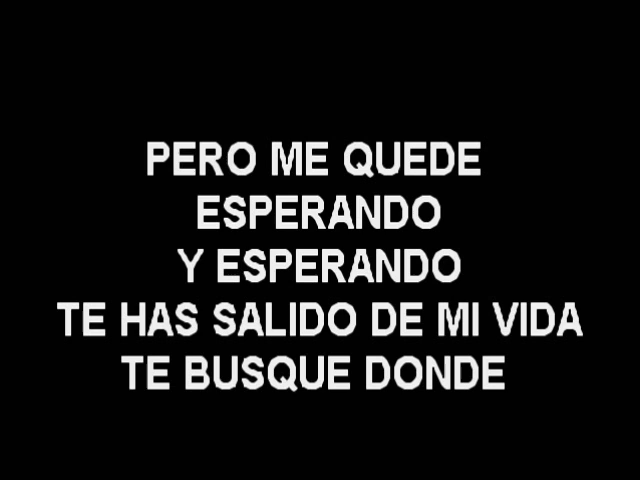 PERO ME QUEDE
ESPERANDO
Y ESPERANDO
TE HAS SALIDO DE MI VIDA
TE BUSQUE DONDE